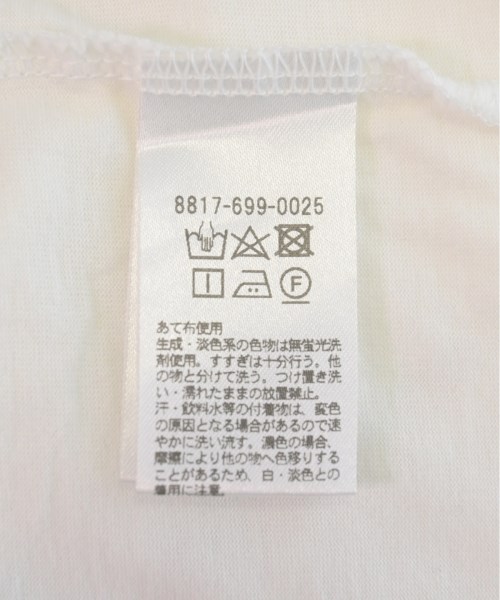 8817-699-0025
F
あて布使用
生成・淡色系の色物は無蛍光洗
剤使用。すすぎは十分行う。他
の物と分けて洗う。つけ置き洗
い・濡れたままの放置禁止。
汗・飲料水等の付着物は、変色
の原因となる場合があるので速
やかに洗い流す。濃色の場合、
摩擦により他の物へ色移りする
ことがあるため、白・淡色との
着用に注意。